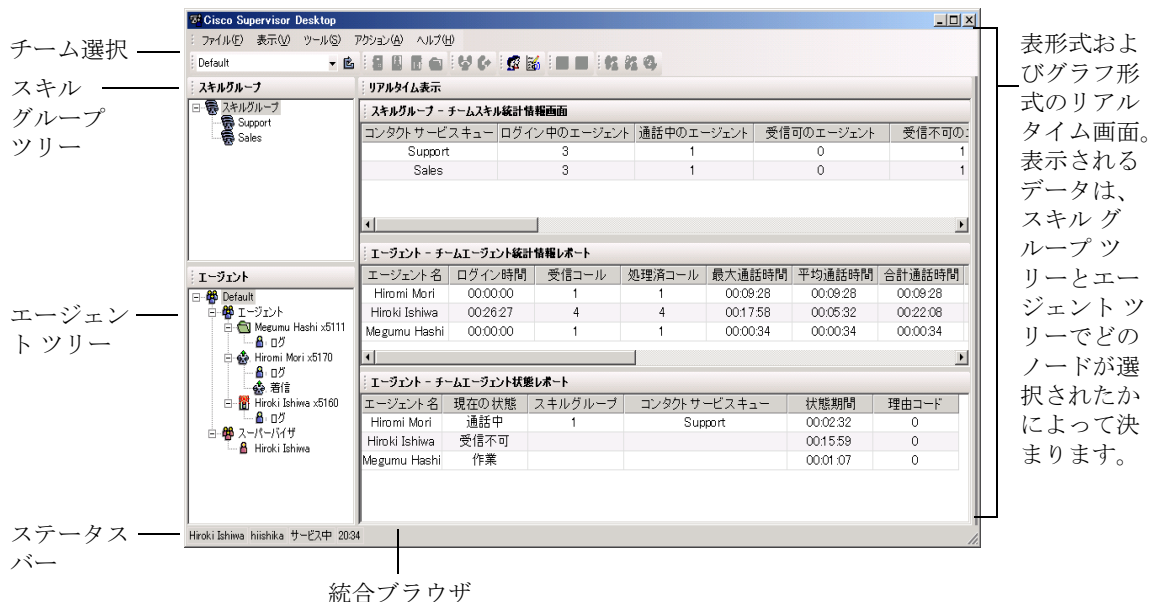 チーム選択
スキル
グループ
ツリー
エージェン
ト ツリー
ステータス
バー
Cisco Supervisor Desktop
ファイル(F) 表示(V) ツール(S) アクション(A) ヘルプ(H)
Default
スキルグループ
スキルグループ
Support
Sales
リアルタイム表示
スキルグループ - チームスキル統計情報画面
コンタクト サービスキュー ログイン中のエージェント 通話中のエージェント 受信可のエージェント 受信不可の
Support 3 1 0 1
Sales 3 1 0 1
エージェント - チームエージェント統計情報レポート
エージェント名 ログイン時間 受信コール 処理済コール 最大通話時間 平均通話時間 合計通話時間
Hiromi Mori 00:00:00 1 1 00:09:28 00:09:28 00:09:28
Hiroki Ishiwa 00:26:27 4 4 00:17:58 00:05:32 00:22:08
Megumu Hashi 00:00:00 1 1 00:00:34 00:00:34 00:00:34
エージェント
Default
エージェント
Megumu Hashi x5111
ログ
Hiromi Mori x5170
ログ
着信
Hiroki Ishiwa x5160
ログ
スーパーバイザ
Hiroki Ishiwa
エージェント - チームエージェント状態レポート
エージェント名 現在の状態 スキルグループ コンタクト サービスキュー 状態期間 理由コード
Hiromi Mori 通話中 1 Support 00:02:32 0
Hiroki Ishiwa 受信不可 00:15:59 0
Megumu Hashi 作業 00:01:07 0
Hiroki Ishiwa hiishika サービス中 20:34
統合ブラウザ
表形式およ
びグラフ形
式のリアル
タイム画面。
表示される
データは、
スキル グ
ループ ツ
リーとエー
ジェント ツ
リーでどの
ノードが選
択されたか
によって決
まります。